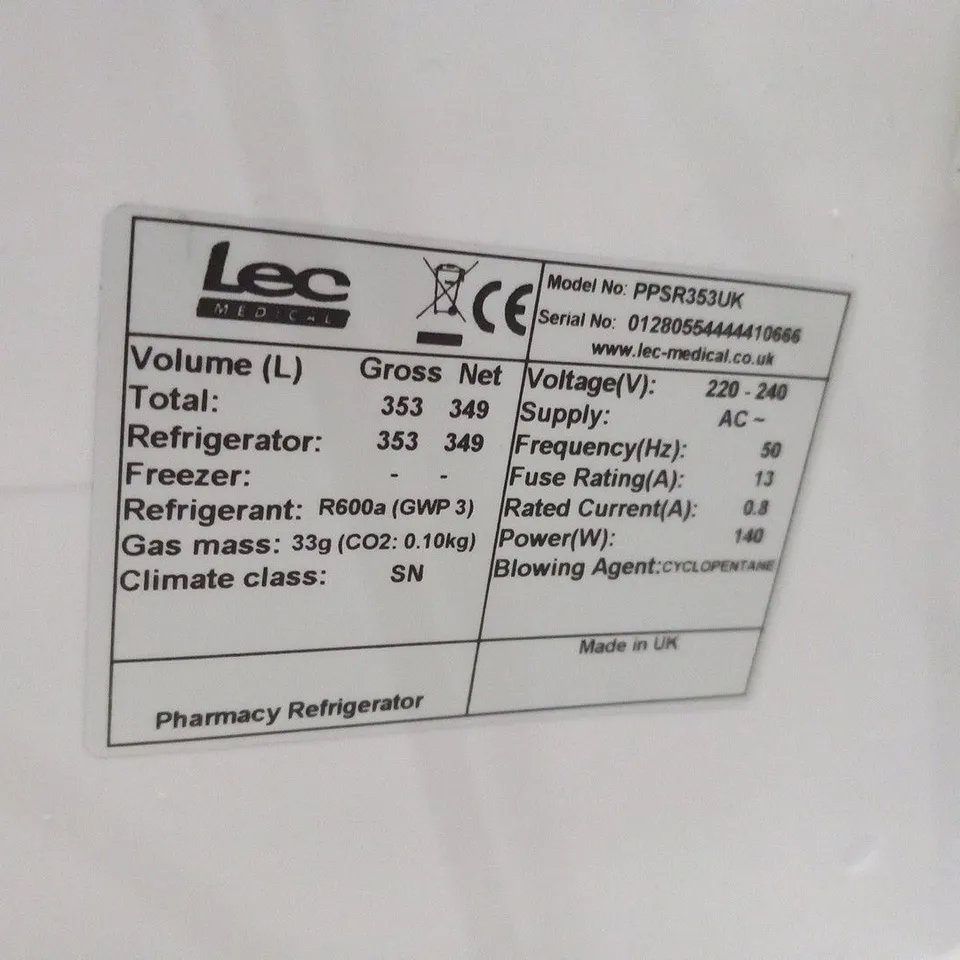 Lec
MEDICAL
CE
Model No: PPSR353UK
Serial No: 01280554444410666
www.lec-medical.co.uk
Volume (L) Gross Net
Total: 353 349
Refrigerator: 353 349
Freezer: - -
Refrigerant: R600a (GWP 3)
Gas mass: 33g (CO2: 0.10kg)
Climate class: SN
Voltage(V): 220 - 240
Supply: AC ~
Frequency(Hz): 50
Fuse Rating(A): 13
Rated Current(A): 0.8
Power(W): 140
Blowing Agent:CYCLOPENTANE
Pharmacy Refrigerator
Made in UK